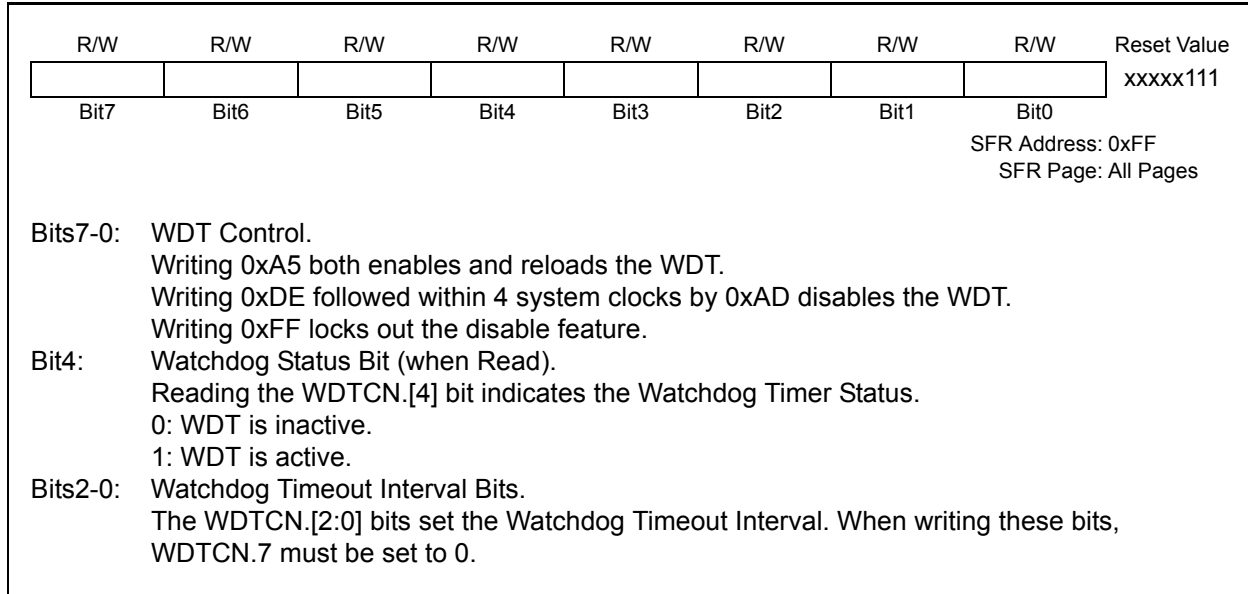 R/W R/W R/W R/W R/W R/W R/W R/W Reset Value
xxxxx111
Bit7 Bit6 Bit5 Bit4 Bit3 Bit2 Bit1 Bit0
SFR Address: 0xFF
SFR Page: All Pages
Bits7-0: WDT Control.
Writing 0xA5 both enables and reloads the WDT.
Writing 0xDE followed within 4 system clocks by 0xAD disables the WDT.
Writing 0xFF locks out the disable feature.
Bit4: Watchdog Status Bit (when Read).
Reading the WDTCN.[4] bit indicates the Watchdog Timer Status.
0: WDT is inactive.
1: WDT is active.
Bits2-0: Watchdog Timeout Interval Bits.
The WDTCN.[2:0] bits set the Watchdog Timeout Interval. When writing these bits,
WDTCN.7 must be set to 0.